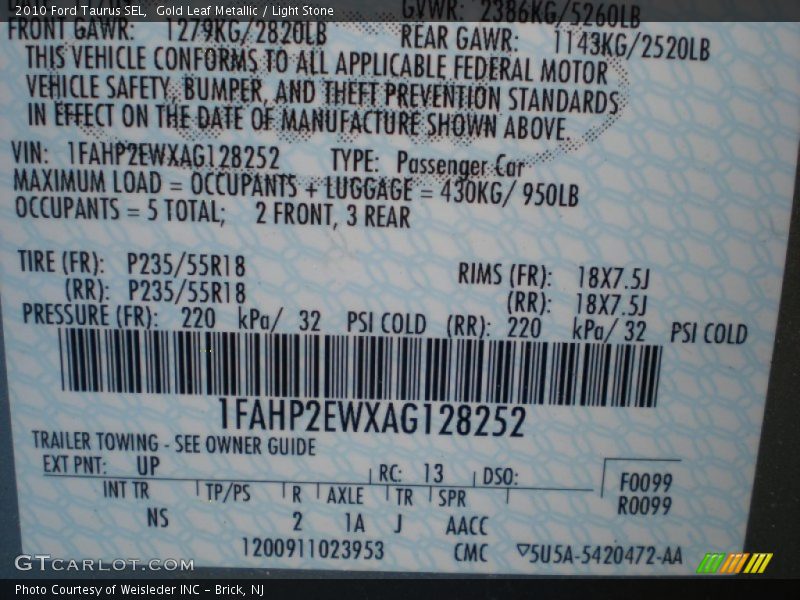 2010 Ford Taurus SEL,  Gold Leaf Metallic / Light Stone
GVWR: 2386KG/5260LB
FRONT GAWR: 1279KG/2820LB REAR GAWR: 1143KG/2520LB
THIS VEHICLE CONFORMS TO ALL APPLICABLE FEDERAL MOTOR
VEHICLE SAFETY, BUMPER, AND THEFT PREVENTION STANDARDS
IN EFFECT ON THE DATE OF MANUFACTURE SHOWN ABOVE.
VIN: 1FAHP2EWXAG128252 TYPE: Passenger Car
MAXIMUM LOAD = OCCUPANTS + LUGGAGE = 430KG/ 950LB
OCCUPANTS = 5 TOTAL; 2 FRONT, 3 REAR
TIRE (FR): P235/55R18 RIMS (FR): 18X7.5J
(RR): P235/55R18 (RR): 18X7.5J
PRESSURE (FR): 220 kPa/ 32 PSI COLD (RR): 220 kPa/ 32 PSI COLD
1FAHP2EWXAG128252
TRAILER TOWING - SEE OWNER GUIDE
EXT PNT: UP RC: 13 DSO: F0099
INT TR TP/PS R AXLE TR SPR R0099
NS 2 1A J AACC
1200911023953 CMC ▽5U5A-5420472-AA
GTCarLot.com
Photo Courtesy of Weisleder INC - Brick, NJ